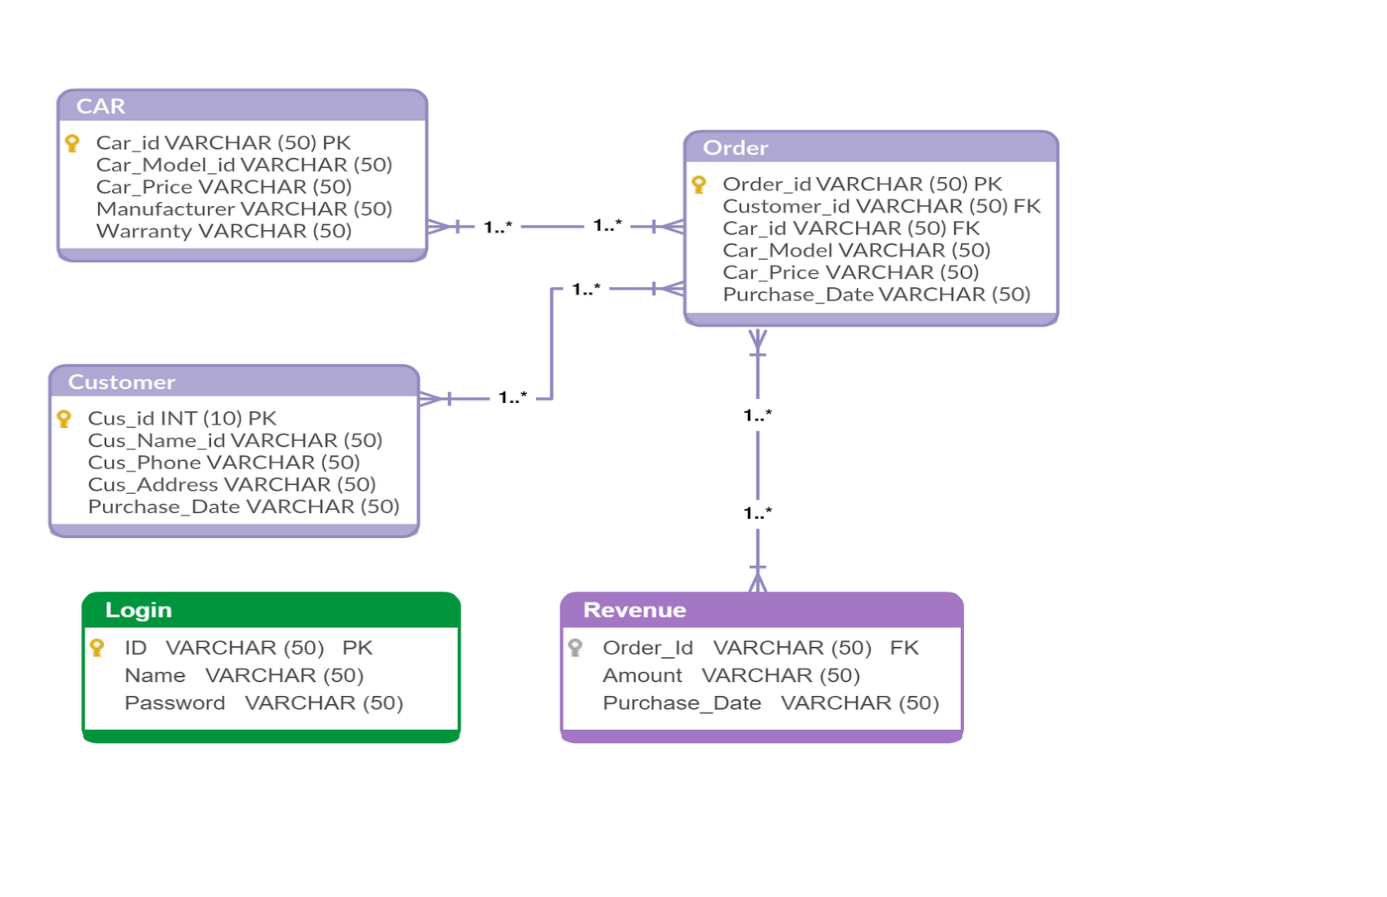 CAR
Car_id VARCHAR (50) PK
Car_Model_id VARCHAR (50)
Car_Price VARCHAR (50)
Manufacturer VARCHAR (50)
Warranty VARCHAR (50)
1..*
1..*
Order
Order_id VARCHAR (50) PK
Customer_id VARCHAR (50) FK
Car_id VARCHAR (50) FK
Car_Model VARCHAR (50)
Car_Price VARCHAR (50)
Purchase_Date VARCHAR (50)
1..*
1..*
Customer
Cus_id INT (10) PK
Cus_Name_id VARCHAR (50)
Cus_Phone VARCHAR (50)
Cus_Address VARCHAR (50)
Purchase_Date VARCHAR (50)
1..*
1..*
Login
ID VARCHAR (50) PK
Name VARCHAR (50)
Password VARCHAR (50)
Revenue
Order_Id VARCHAR (50) FK
Amount VARCHAR (50)
Purchase_Date VARCHAR (50)